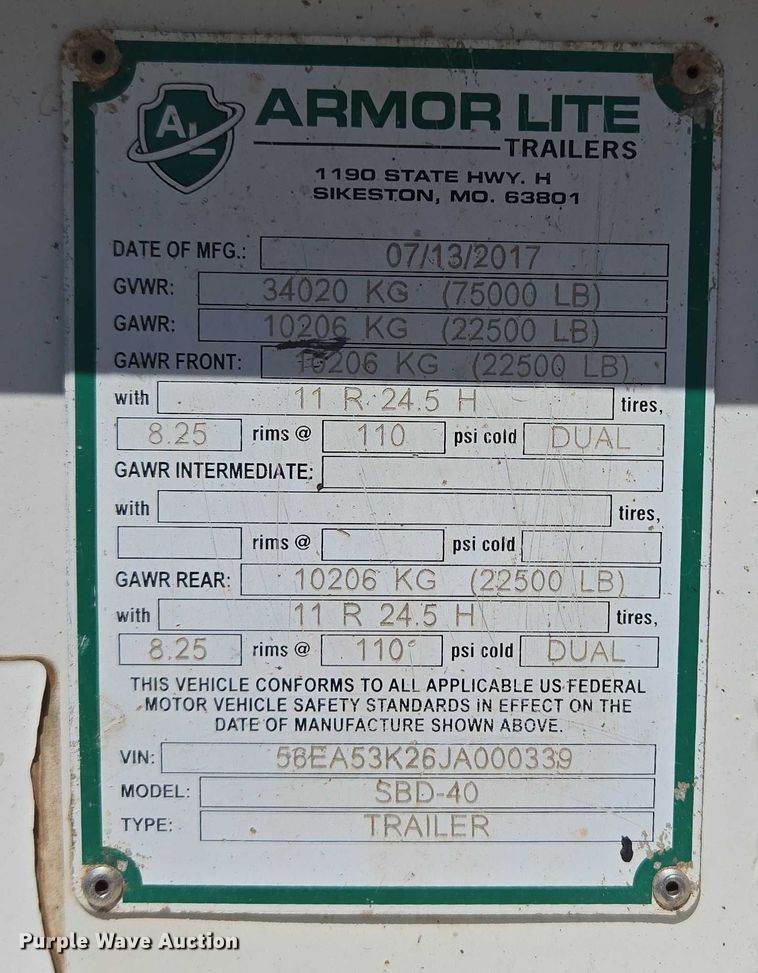 AL
ARMOR LITE
TRAILERS
1190 STATE HWY. H
SIKESTON, MO. 63801
DATE OF MFG.: 07/13/2017
GVWR: 34020 KG (75000 LB)
GAWR: 10206 KG (22500 LB)
GAWR FRONT: 10206 KG (22500 LB)
with 11 R 24.5 H tires,
8.25 rims @ 110 psi cold DUAL
GAWR INTERMEDIATE:
with tires,
rims @ psi cold
GAWR REAR: 10206 KG (22500 LB)
with 11 R 24.5 H tires,
8.25 rims @ 110 psi cold DUAL
THIS VEHICLE CONFORMS TO ALL APPLICABLE US FEDERAL
MOTOR VEHICLE SAFETY STANDARDS IN EFFECT ON THE
DATE OF MANUFACTURE SHOWN ABOVE.
VIN:
MODEL: SBD-40
TYPE: TRAILER
Purple Wave Auction